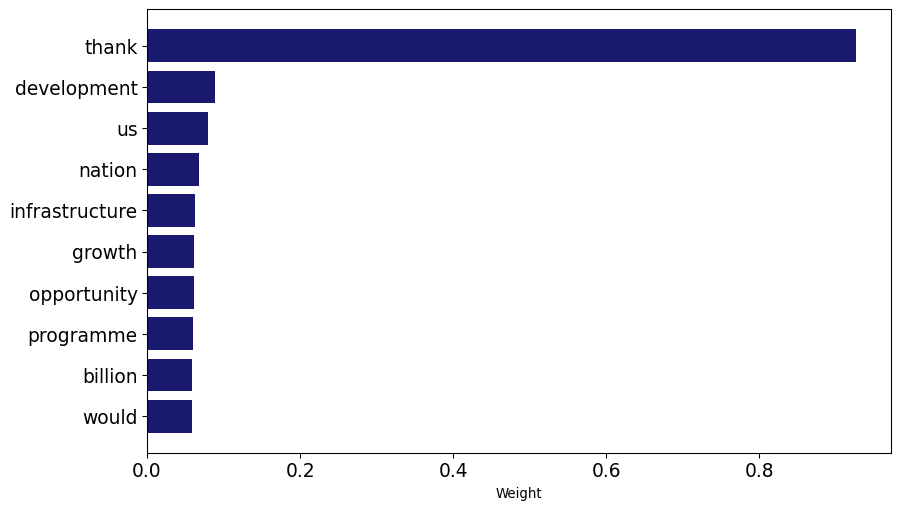 thank
development
us
nation
infrastructure
growth
opportunity
programme
billion
would
0.0 0.2 0.4 0.6 0.8
Weight